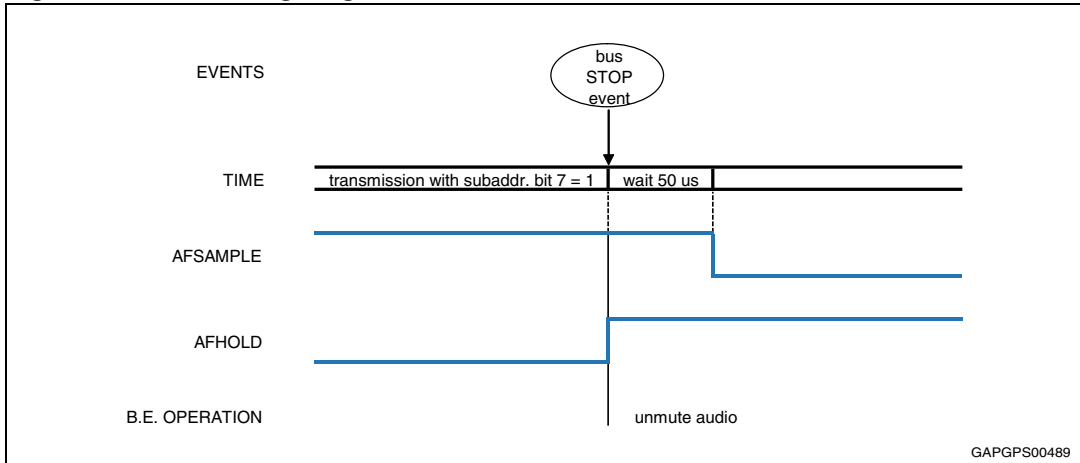 EVENTS
bus
STOP
event
TIME
transmission with subaddr. bit 7 = 1
wait 50 us
AFSAMPLE
AFHOLD
B.E. OPERATION
unmute audio
GAPGPS00489